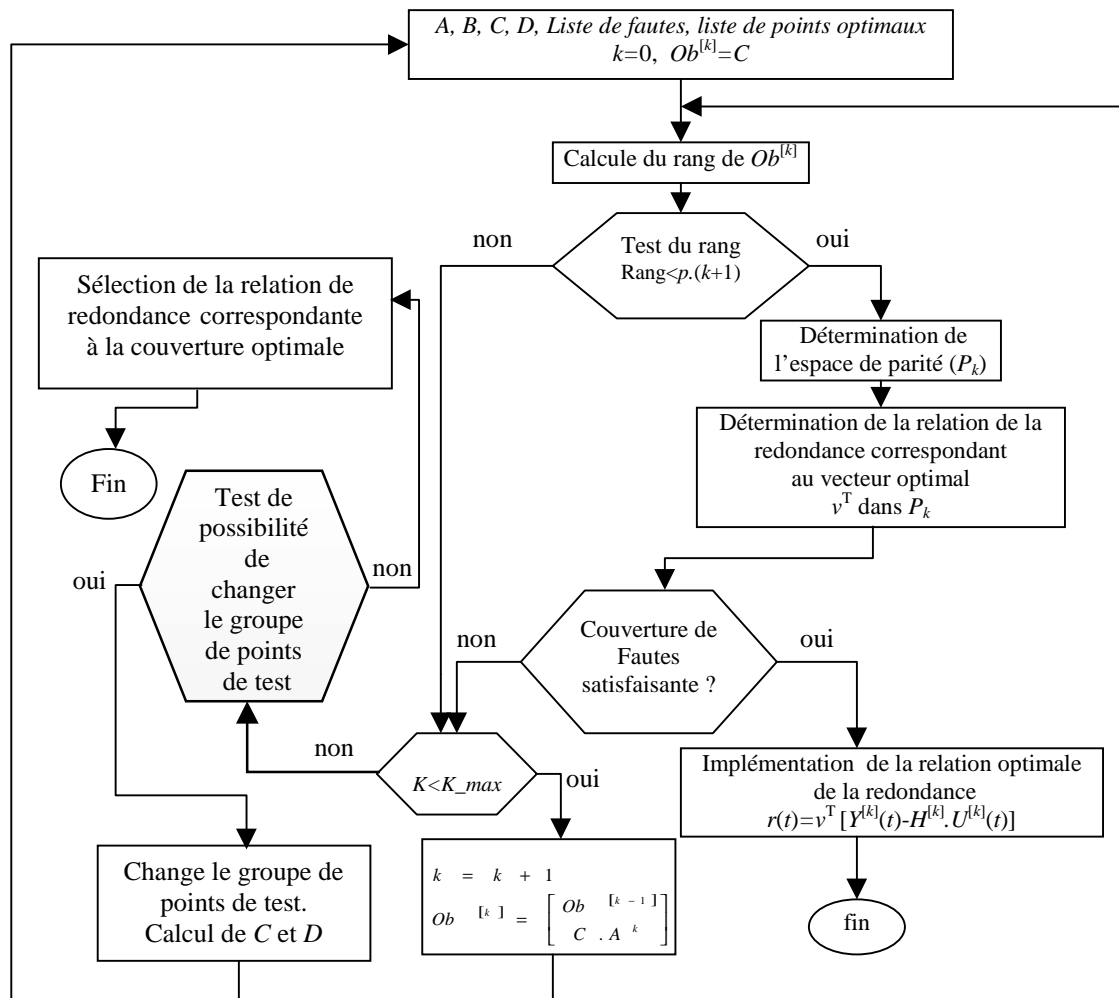 A, B, C, D, Liste de fautes, liste de points optimaux
k=0, Ob^[k]=C
Calcule du rang de Ob^[k]
non
Test du rang
Rang<p.(k+1)
oui
Sélection de la relation de
redondance correspondante
à la couverture optimale
Détermination de
l'espace de parité (P_k)
Détermination de la relation de la
redondance correspondant
au vecteur optimal
v^T dans P_k
Fin
Test de
possibilité
de
changer
le groupe
de points
de test
oui
non
non
Couverture de
Fautes
satisfaisante ?
oui
non
K<K_max
oui
Implémentation de la relation optimale
de la redondance
r(t)=v^T [Y^[k](t)-H^[k].U^[k](t)]
Change le groupe de
points de test.
Calcul de C et D
k = k + 1
Ob^[k] = [Ob^[k-1]
C . A^k]
fin